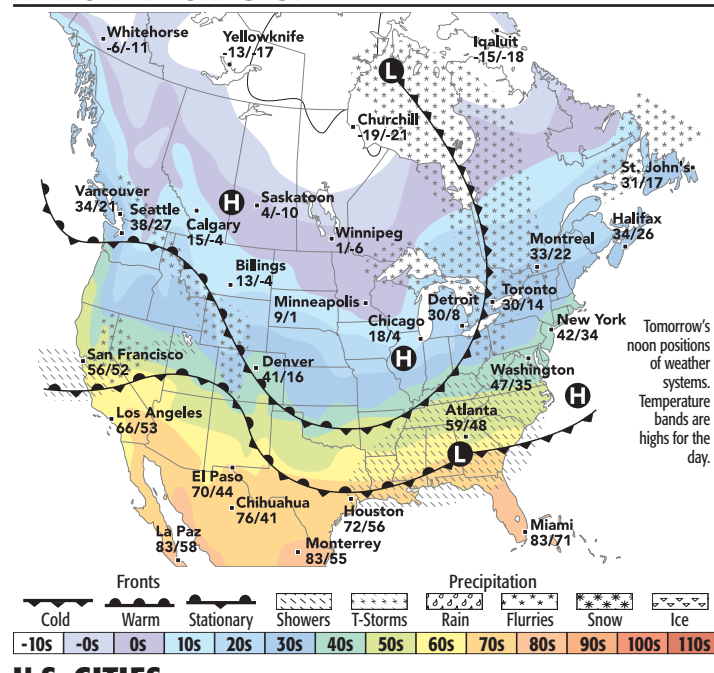 Whitehorse
-6/-11
Yellowknife
-13/-17
Iqaluit
-15/-18
L
Churchill
-19/-21
St. John's
31/17
Vancouver
34/21
Seattle
38/27
Calgary
15/-4
H
Saskatoon
4/-10
Winnipeg
1/-6
Halifax
34/26
Montreal
33/22
Billings
13/-4
Minneapolis
9/1
Detroit
30/8
Toronto
30/14
Chicago
18/4
New York
42/34
San Francisco
56/52
Denver
41/16
H
Washington
47/35
H
Tomorrow's
noon positions
of weather
systems.
Temperature
bands are
highs for the
day.
Los Angeles
66/53
Atlanta
59/48
L
El Paso
70/44
Chihuahua
76/41
Houston
72/56
Miami
83/71
La Paz
83/58
Monterrey
83/55
Fronts
Precipitation
Cold Warm Stationary Showers T-Storms Rain Flurries Snow Ice
-10s -0s 0s 10s 20s 30s 40s 50s 60s 70s 80s 90s 100s 110s
U.S. CITIES